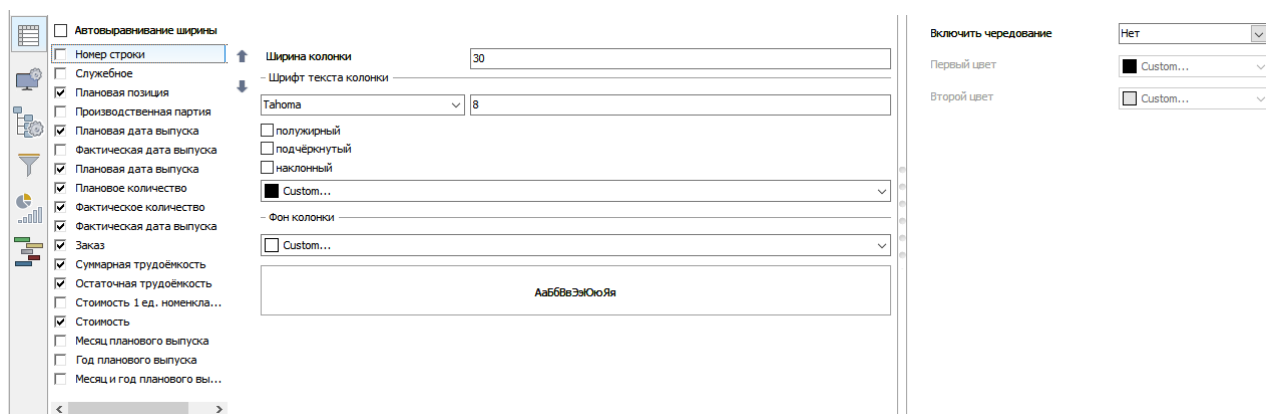 Автовыравнивание ширины
Номер строки
Служебное
Плановая позиция
Производственная партия
Плановая дата выпуска
Фактическая дата выпуска
Плановая дата выпуска
Плановое количество
Фактическое количество
Фактическая дата выпуска
Заказ
Суммарная трудоёмкость
Остаточная трудоёмкость
Стоимость 1 ед. номенкла...
Стоимость
Месяц планового выпуска
Год планового выпуска
Месяц и год планового вы...
Ширина колонки 30
Шрифт текста колонки
Tahoma 8
полужирный
подчёркнутый
наклонный
Custom...
Фон колонки
Custom...
АаБбВвЭэЮюЯя
Включить чередование Нет
Первый цвет Custom...
Второй цвет Custom...